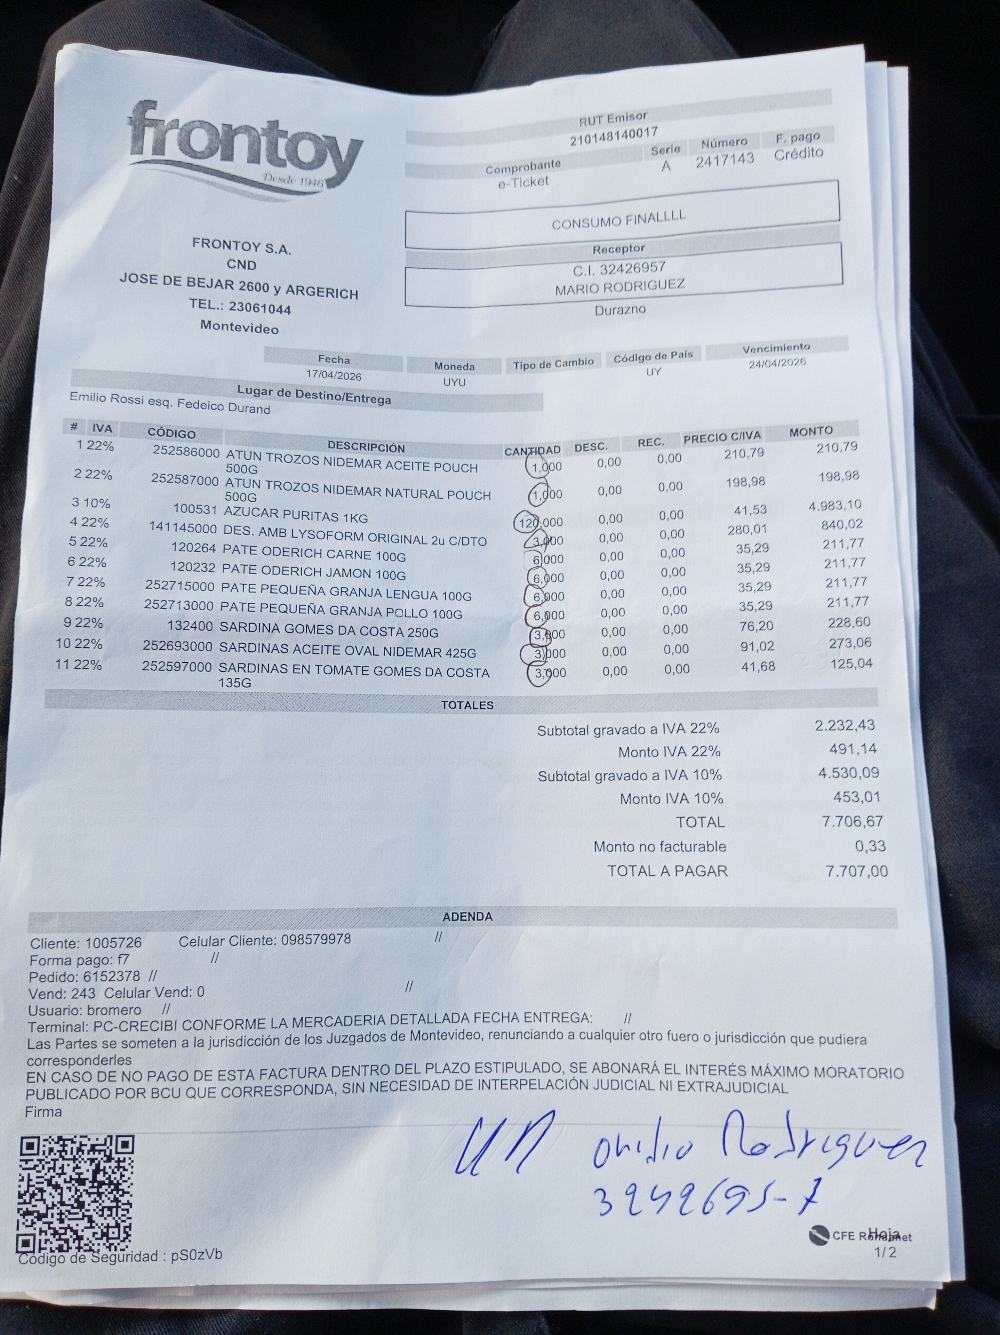 frontoy
Desde 1946
FRONTOY S.A.
CND
JOSE DE BEJAR 2600 y ARGERICH
TEL.: 23061044
Montevideo
RUT Emisor
210148140017
Comprobante Serie Número F. pago
e-Ticket A 2417143 Crédito
CONSUMO FINALLLL
Receptor
C.I. 32426957
MARIO RODRIGUEZ
Durazno
Fecha Moneda Tipo de Cambio Código de País Vencimiento
17/04/2026 UYU UY 24/04/2026
Lugar de Destino/Entrega
Emilio Rossi esq. Fedeico Durand
# IVA CÓDIGO DESCRIPCIÓN CANTIDAD DESC. REC. PRECIO C/IVA MONTO
1 22% 252586000 ATUN TROZOS NIDEMAR ACEITE POUCH 1,000 0,00 0,00 210,79 210,79
500G
2 22% 252587000 ATUN TROZOS NIDEMAR NATURAL POUCH 1,000 0,00 0,00 198,98 198,98
500G
3 10% 100531 AZUCAR PURITAS 1KG 120,000 0,00 0,00 41,53 4.983,10
4 22% 141145000 DES. AMB LYSOFORM ORIGINAL 2u C/DTO 3,000 0,00 0,00 280,01 840,02
5 22% 120264 PATE ODERICH CARNE 100G 6,000 0,00 0,00 35,29 211,77
6 22% 120232 PATE ODERICH JAMON 100G 6,000 0,00 0,00 35,29 211,77
7 22% 252715000 PATE PEQUEÑA GRANJA LENGUA 100G 6,000 0,00 0,00 35,29 211,77
8 22% 252713000 PATE PEQUEÑA GRANJA POLLO 100G 6,000 0,00 0,00 35,29 211,77
9 22% 132400 SARDINA GOMES DA COSTA 250G 3,000 0,00 0,00 76,20 228,60
10 22% 252693000 SARDINAS ACEITE OVAL NIDEMAR 425G 3,000 0,00 0,00 91,02 273,06
11 22% 252597000 SARDINAS EN TOMATE GOMES DA COSTA 3,000 0,00 0,00 41,68 125,04
135G
TOTALES
Subtotal gravado a IVA 22% 2.232,43
Monto IVA 22% 491,14
Subtotal gravado a IVA 10% 4.530,09
Monto IVA 10% 453,01
TOTAL 7.706,67
Monto no facturable 0,33
TOTAL A PAGAR 7.707,00
ADENDA
Cliente: 1005726 Celular Cliente: 098579978 //
Forma pago: f7 //
Pedido: 6152378 //
Vend: 243 Celular Vend: 0 //
Usuario: bromero //
Terminal: PC-CRECIBI CONFORME LA MERCADERIA DETALLADA FECHA ENTREGA: //
Las Partes se someten a la jurisdicción de los Juzgados de Montevideo, renunciando a cualquier otro fuero o jurisdicción que pudiera
corresponderles
EN CASO DE NO PAGO DE ESTA FACTURA DENTRO DEL PLAZO ESTIPULADO, SE ABONARÁ EL INTERÉS MÁXIMO MORATORIO
PUBLICADO POR BCU QUE CORRESPONDA, SIN NECESIDAD DE INTERPELACIÓN JUDICIAL NI EXTRAJUDICIAL
Firma
Rodriguez
3242695-7
CFE
Hoja
1/ 2
Código de Seguridad : pS0zVb